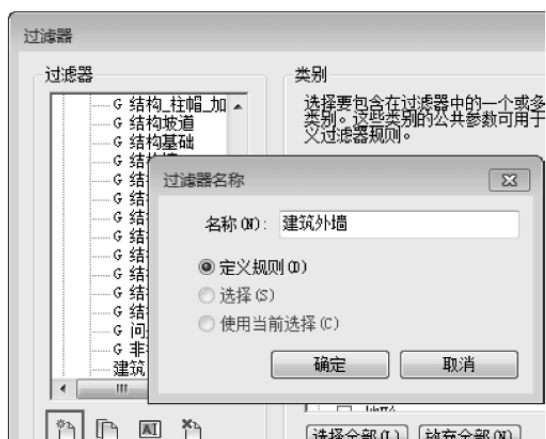 过滤器
过滤器
G 结构_柱帽_加
G 结构坡道
G 结构基础
类别
选择要包含在过滤器中的一个或多
类别。这些类别的公共参数可用于
义过滤器规则。
过滤器名称
名称(N):
建筑外墙
定义规则(D)
选择(S)
使用当前选择(C)
确定
取消
G 结
G 结
G 结
G 结
G 结
G 结
G 结
G 问
G 非
建筑
AI
选择全部(L)
放弃全部(N)